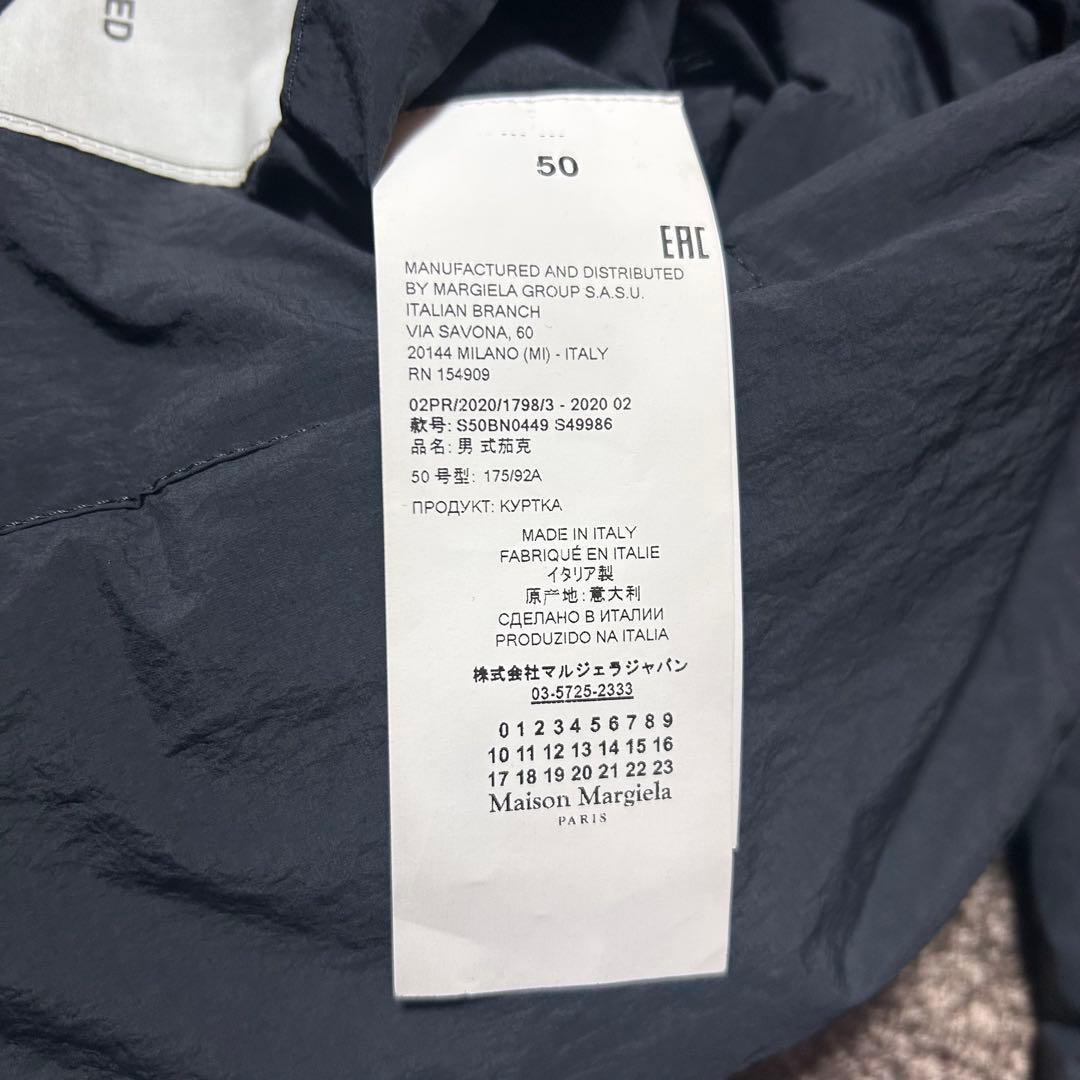 ED
50
EAC
MANUFACTURED AND DISTRIBUTED
BY MARGIELA GROUP S.A.S.U.
ITALIAN BRANCH
VIA SAVONA, 60
20144 MILANO (MI) - ITALY
RN 154909
02PR/2020/1798/3 - 2020 02
款号: S50BN0449 S49986
品名: 男 式茄克
50 号型: 175/92A
ПРОДУКТ: КУРТКА
MADE IN ITALY
FABRIQUÉ EN ITALIE
イタリア製
原产地: 意大利
СДЕЛАНО В ИТАЛИИ
PRODUZIDO NA ITALIA
株式会社マルジェラジャパン
03-5725-2333
0 1 2 3 4 5 6 7 8 9
10 11 12 13 14 15 16
17 18 19 20 21 22 23
Maison Margiela
PARIS